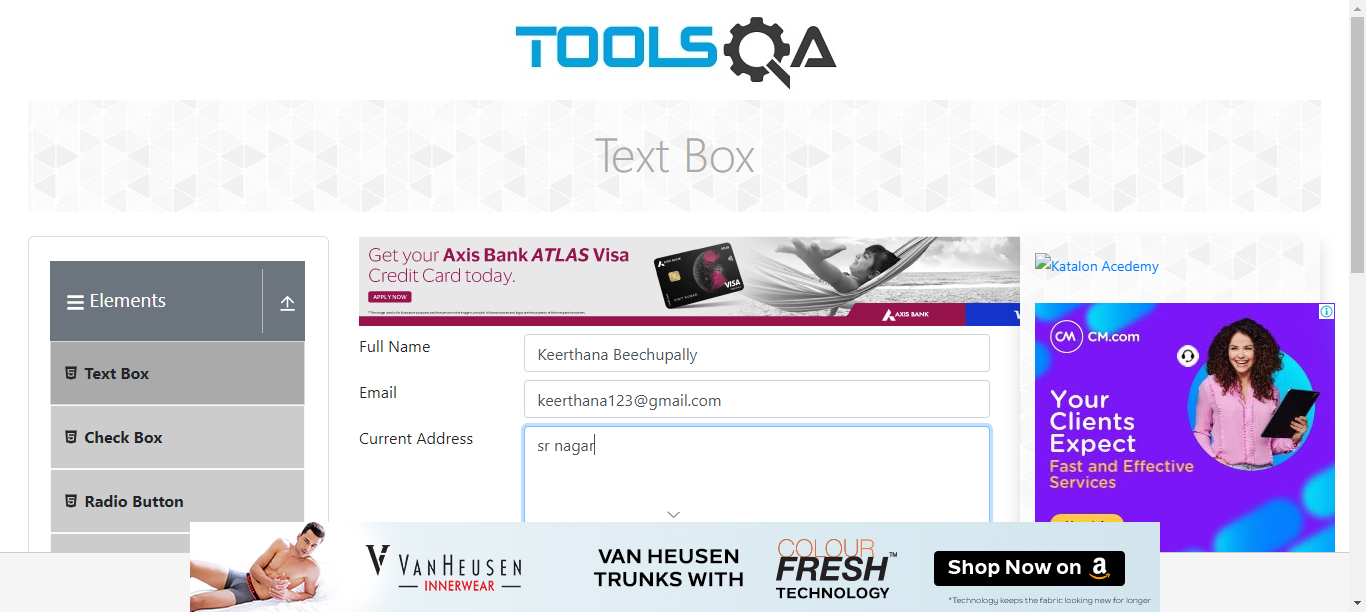 TOOLSQA
Text Box
Elements
Text Box
Check Box
Radio Button
Get your Axis Bank ATLAS Visa
Credit Card today.
APPLY NOW
AXIS BANK
VISA
Full Name
Keerthana Beechupally
Email
keerthana123@gmail.com
Current Address
sr nagar
Katalon Acedemy
CM CM.com
Your
Clients
Expect
Fast and Effective
Services
VAN HEUSEN
INNERWEAR
VAN HEUSEN
TRUNKS WITH
COLOUR
FRESH™
TECHNOLOGY
Shop Now on a
*Technology keeps the fabric looking new for longer